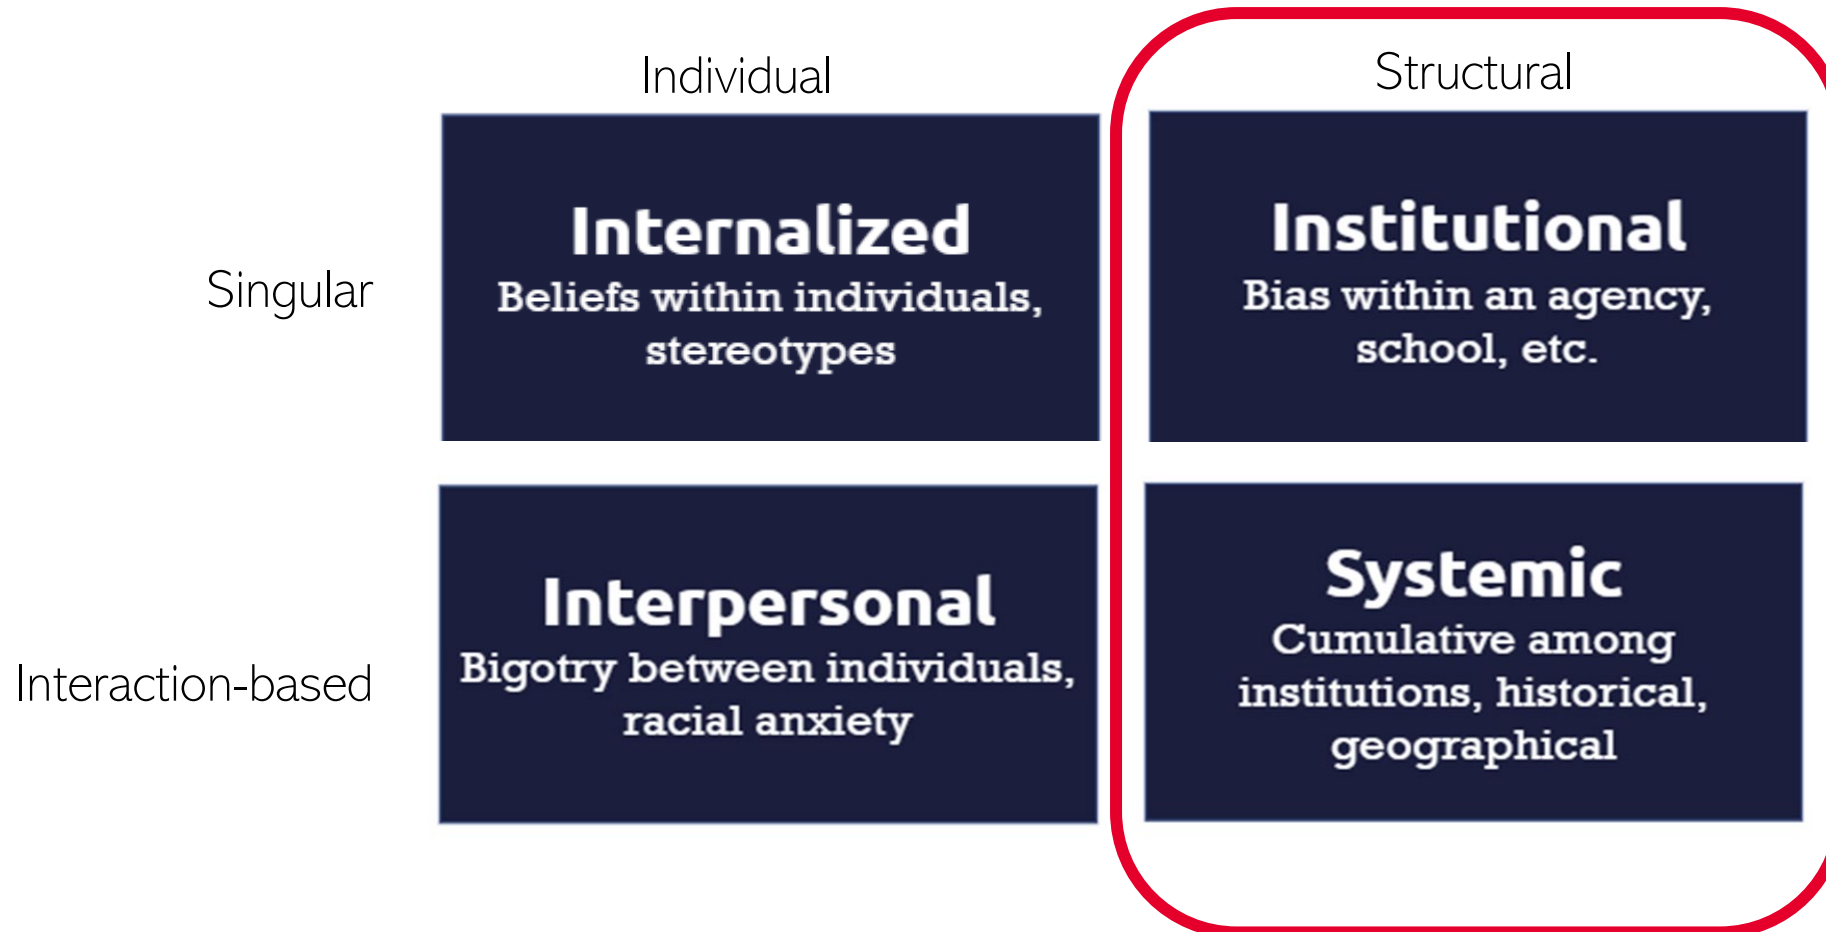 Individual
Structural
Singular
Internalized
Beliefs within individuals,
stereotypes
Institutional
Bias within an agency,
school, etc.
Interaction-based
Interpersonal
Bigotry between individuals,
racial anxiety
Systemic
Cumulative among
institutions, historical,
geographical